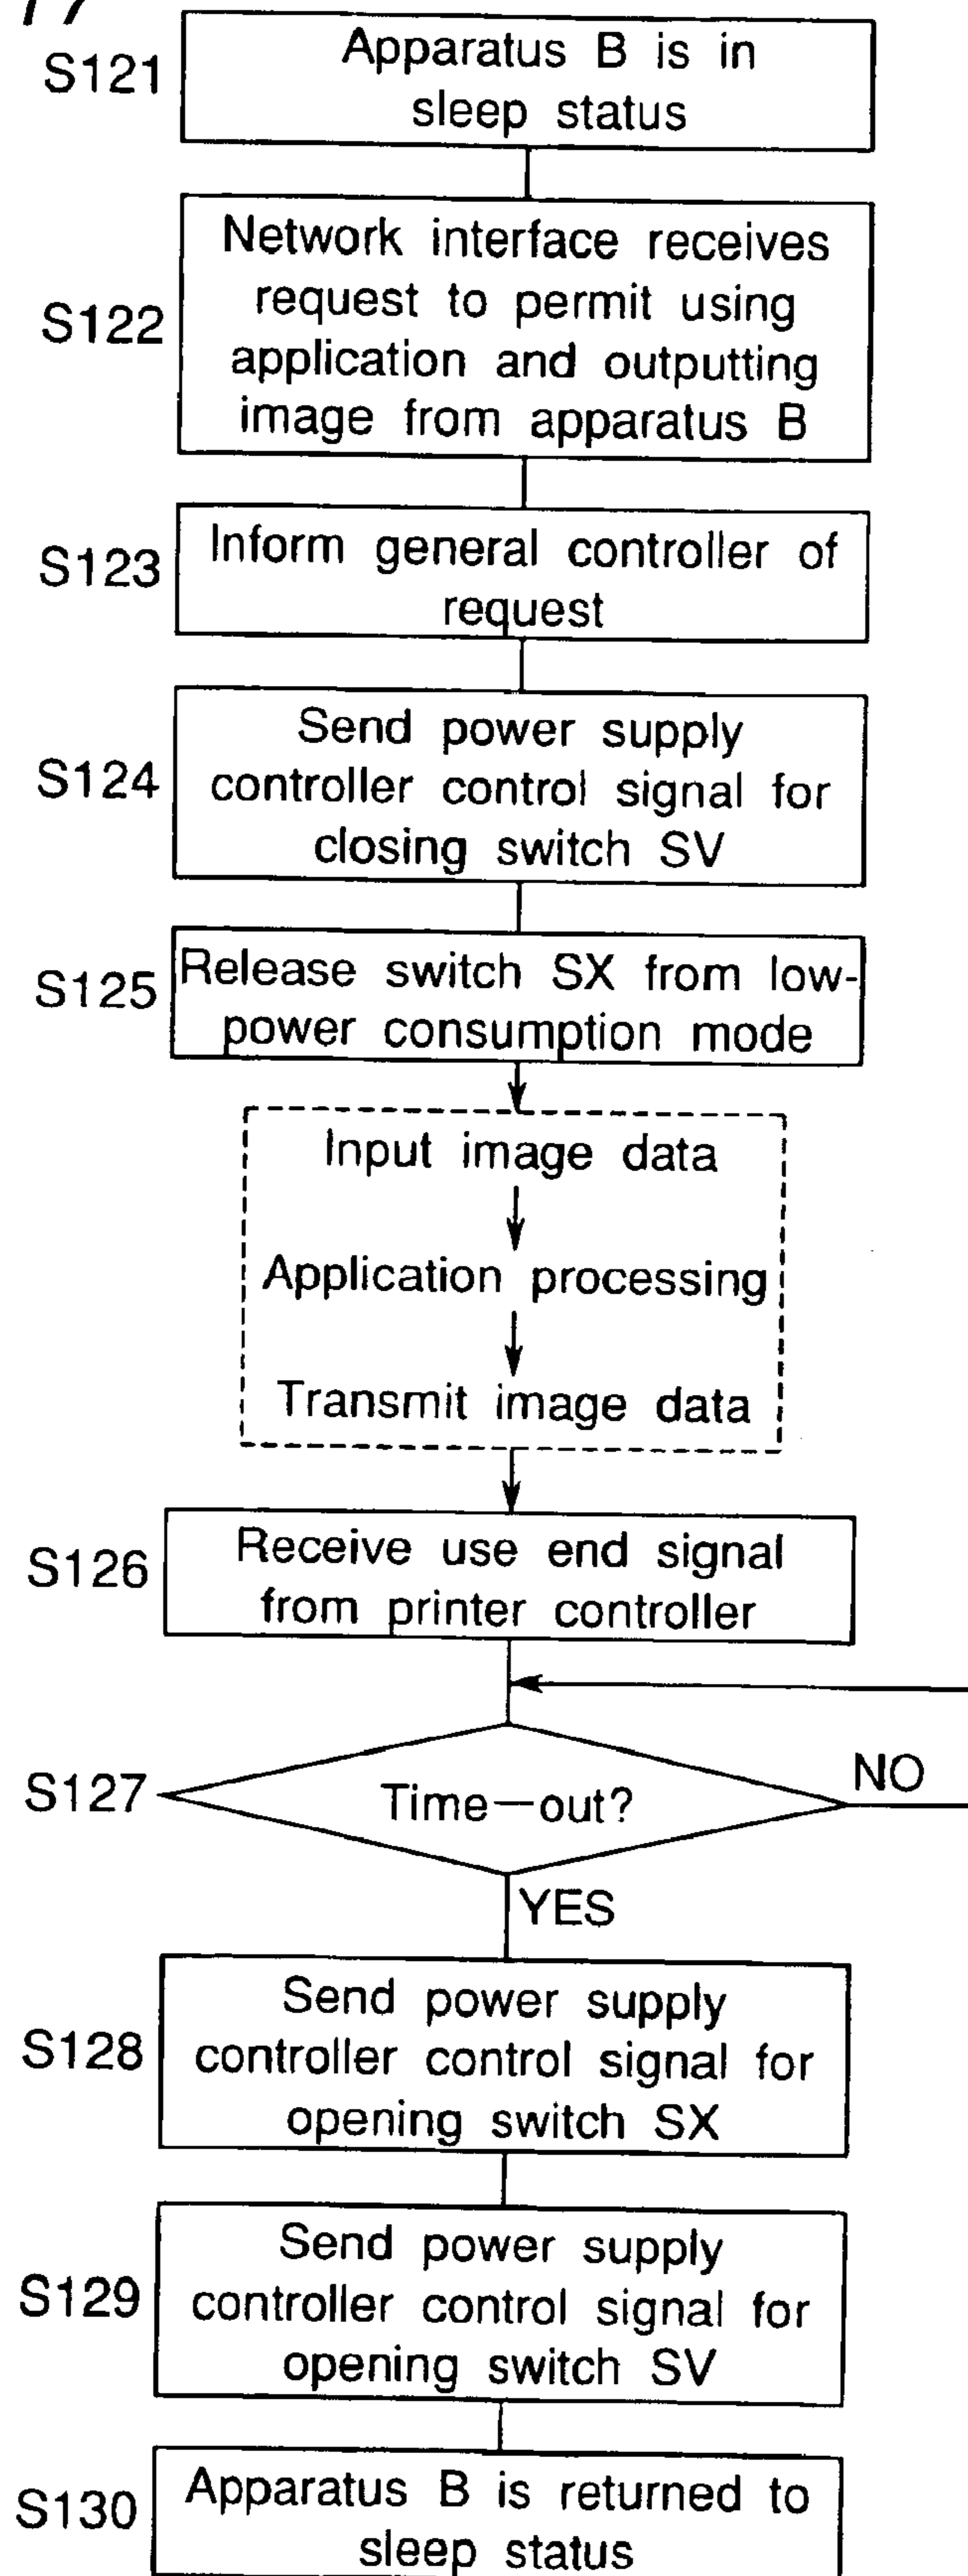 S121
Apparatus B is in
sleep status
S122
Network interface receives
request to permit using
application and outputting
image from apparatus B
S123
Inform general controller of
request
S124
Send power supply
controller control signal for
closing switch SV
S125
Release switch SX from low-
power consumption mode
Input image data
Application processing
Transmit image data
S126
Receive use end signal
from printer controller
S127
Time—out?
NO
YES
S128
Send power supply
controller control signal for
opening switch SX
S129
Send power supply
controller control signal for
opening switch SV
S130
Apparatus B is returned to
sleep status